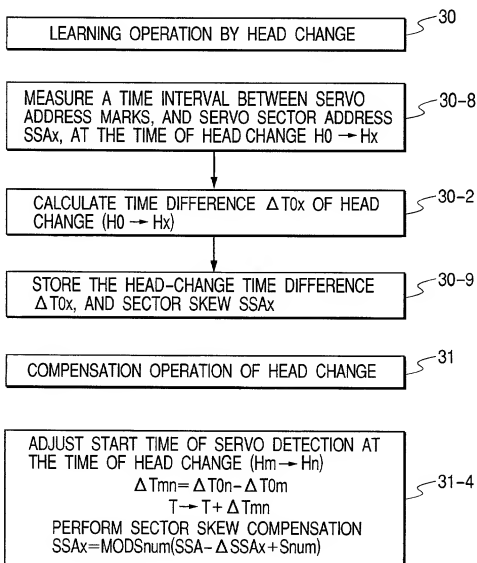 LEARNING OPERATION BY HEAD CHANGE
30
MEASURE A TIME INTERVAL BETWEEN SERVO
ADDRESS MARKS, AND SERVO SECTOR ADDRESS
SSAx, AT THE TIME OF HEAD CHANGE H0 → Hx
30-8
CALCULATE TIME DIFFERENCE ΔT0x OF HEAD
CHANGE (H0 → Hx)
30-2
STORE THE HEAD-CHANGE TIME DIFFERENCE
ΔT0x, AND SECTOR SKEW SSAx
30-9
COMPENSATION OPERATION OF HEAD CHANGE
31
ADJUST START TIME OF SERVO DETECTION AT
THE TIME OF HEAD CHANGE (Hm → Hn)
ΔTmn= ΔT0n-ΔT0m
T→ T+ ΔTmn
PERFORM SECTOR SKEW COMPENSATION
SSAx=MODSnum(SSA-ΔSSAx+Snum)
31-4